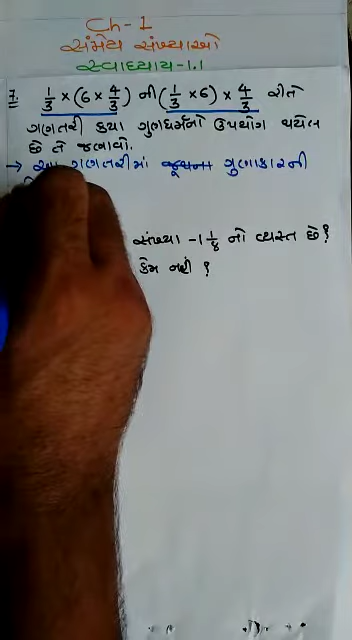 Ch-1
સંમેય સંખ્યાઓ
સ્વાધ્યાય-1.1
7. 1/3 × (6 × 4/3) ની (1/3 × 6) × 4/3 રીતે
ગણતરી કયા ગુણધર્મનો ઉપયોગ થયેલ
છે તે જણાવો.
→ આ ગણતરીમાં જૂથના ગુણાકારની
સંખ્યા -1 1/8 નો વ્યસ્ત છે?
કેમ નહીં ?